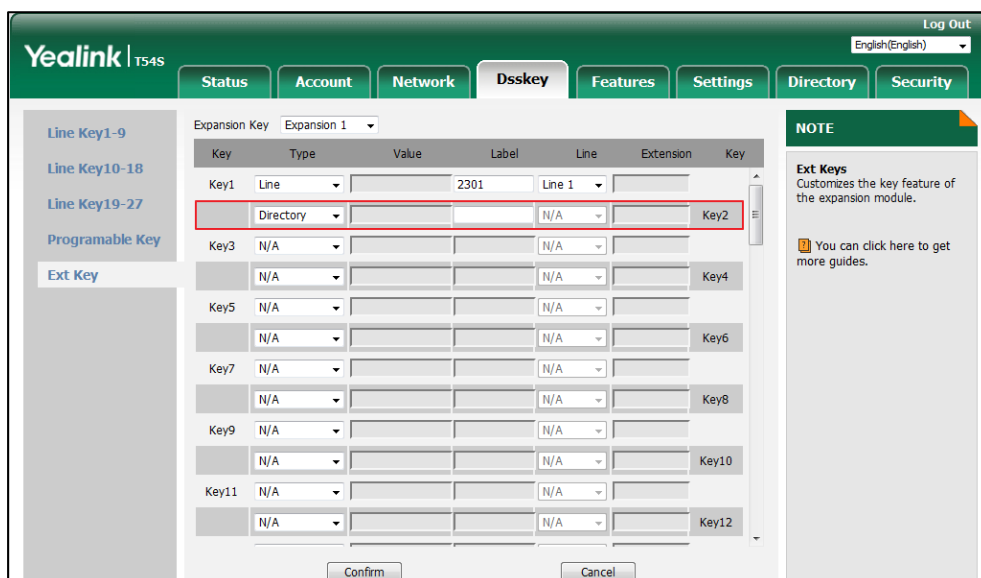 Log Out
Yealink T54S
English(English)
Status Account Network Dsskey Features Settings Directory Security
Line Key1-9
Line Key10-18
Line Key19-27
Programable Key
Ext Key
Expansion Key Expansion 1
Key Type Value Label Line Extension Key
Key1 Line 2301 Line 1
Directory N/A Key2
Key3 N/A N/A
N/A N/A Key4
Key5 N/A N/A
N/A N/A Key6
Key7 N/A N/A
N/A N/A Key8
Key9 N/A N/A
N/A N/A Key10
Key11 N/A N/A
N/A N/A Key12
Confirm Cancel
NOTE
Ext Keys
Customizes the key feature of
the expansion module.
You can click here to get
more guides.